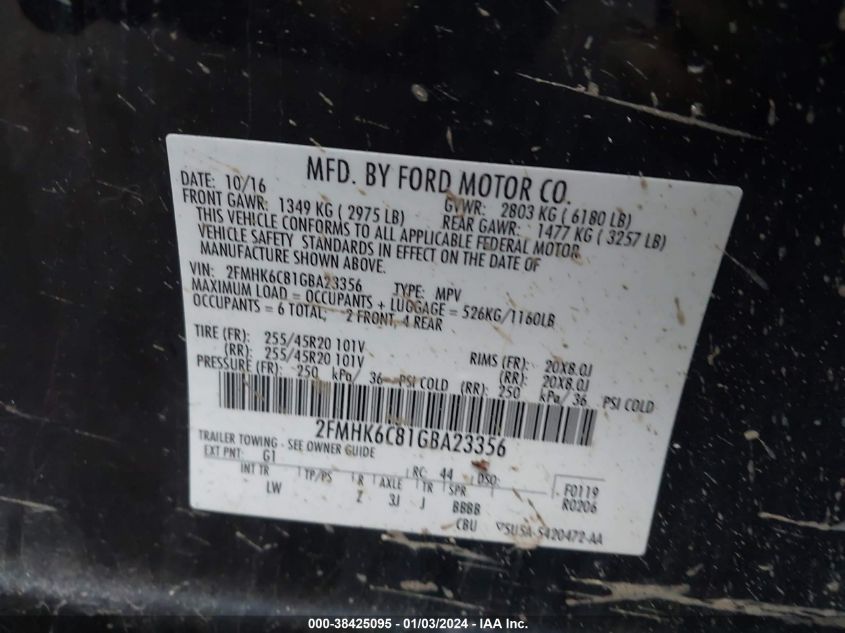 MFD. BY FORD MOTOR CO.
DATE: 10/16 GVWR: 2803 KG ( 6180 LB)
FRONT GAWR: 1349 KG ( 2975 LB) REAR GAWR: 1477 KG ( 3257 LB)
THIS VEHICLE CONFORMS TO ALL APPLICABLE FEDERAL MOTOR
VEHICLE SAFETY STANDARDS IN EFFECT ON THE DATE OF
MANUFACTURE SHOWN ABOVE.
VIN: 2FMHK6C81GBA23356 TYPE: MPV
MAXIMUM LOAD = OCCUPANTS + LUGGAGE = 526KG/1160LB
OCCUPANTS = 6 TOTAL, 2 FRONT, 4 REAR
TIRE (FR): 255/45R20 101V RIMS (FR): 20X8.0J
(RR): 255/45R20 101V (RR): 20X8.0J
PRESSURE (FR): 250 kPa/ 36 PSI COLD (RR): 250 kPa/ 36 PSI COLD
2FMHK6C81GBA23356
TRAILER TOWING - SEE OWNER GUIDE
EXT PNT: G1 RC: 44 DSO: F0119
INT TR TP/PS R AXLE TR SPR R0206
LW Z 3J J BBBB
CBU 5U5A-5420472-AA
000-38425095 - 01/03/2024 - IAA Inc.